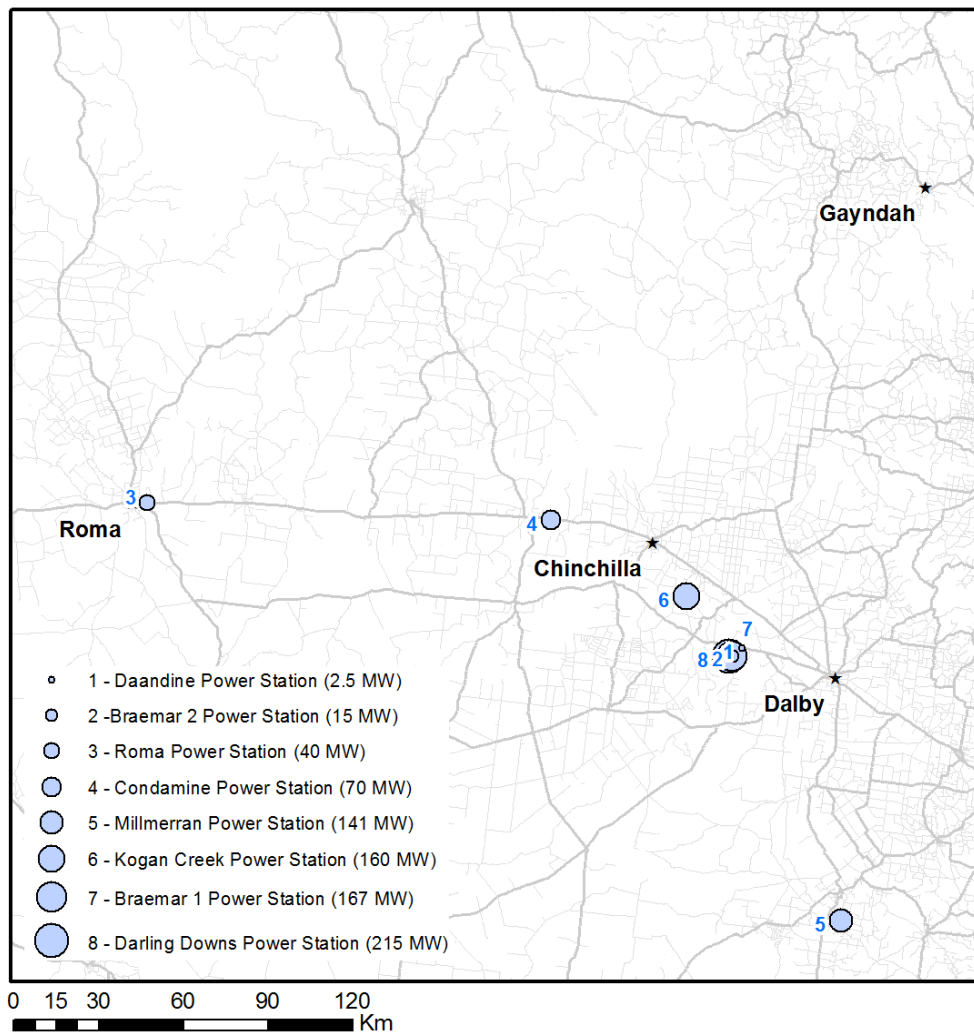 Gayndah
3
Roma
4
Chinchilla
6
7
8 2 1
Dalby
1 - Daandine Power Station (2.5 MW)
2 -Braemar 2 Power Station (15 MW)
3 - Roma Power Station (40 MW)
4 - Condamine Power Station (70 MW)
5 - Millmerran Power Station (141 MW)
6 - Kogan Creek Power Station (160 MW)
7 - Braemar 1 Power Station (167 MW)
8 - Darling Downs Power Station (215 MW)
5
0 15 30 60 90 120
Km